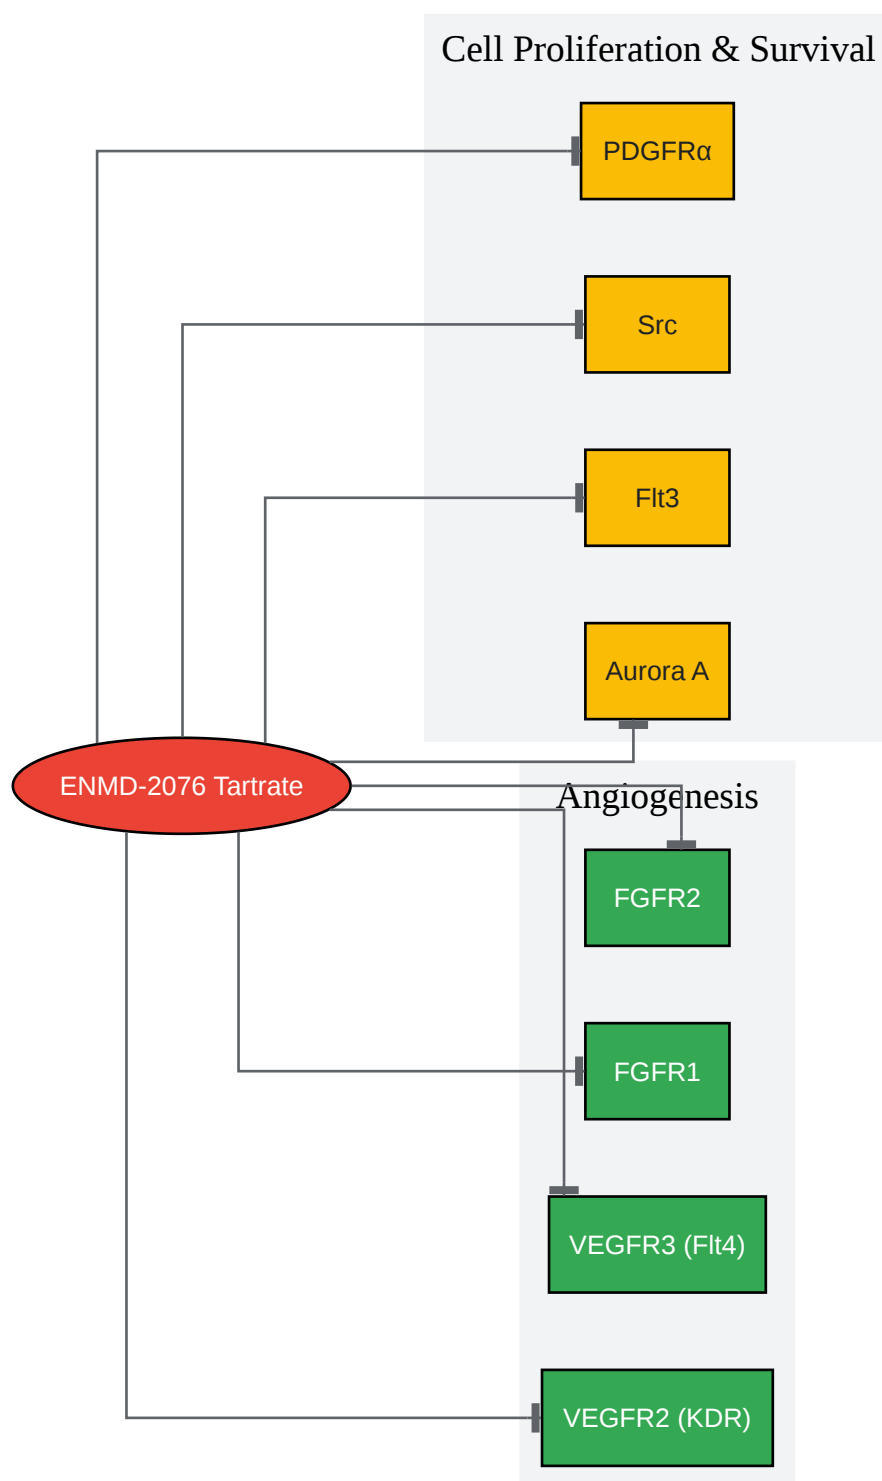 Cell Proliferation & Survival
PDGFRα
Src
Flt3
Aurora A
ENMD-2076 Tartrate
Angiogenesis
FGFR2
FGFR1
VEGFR3 (Flt4)
VEGFR2 (KDR)